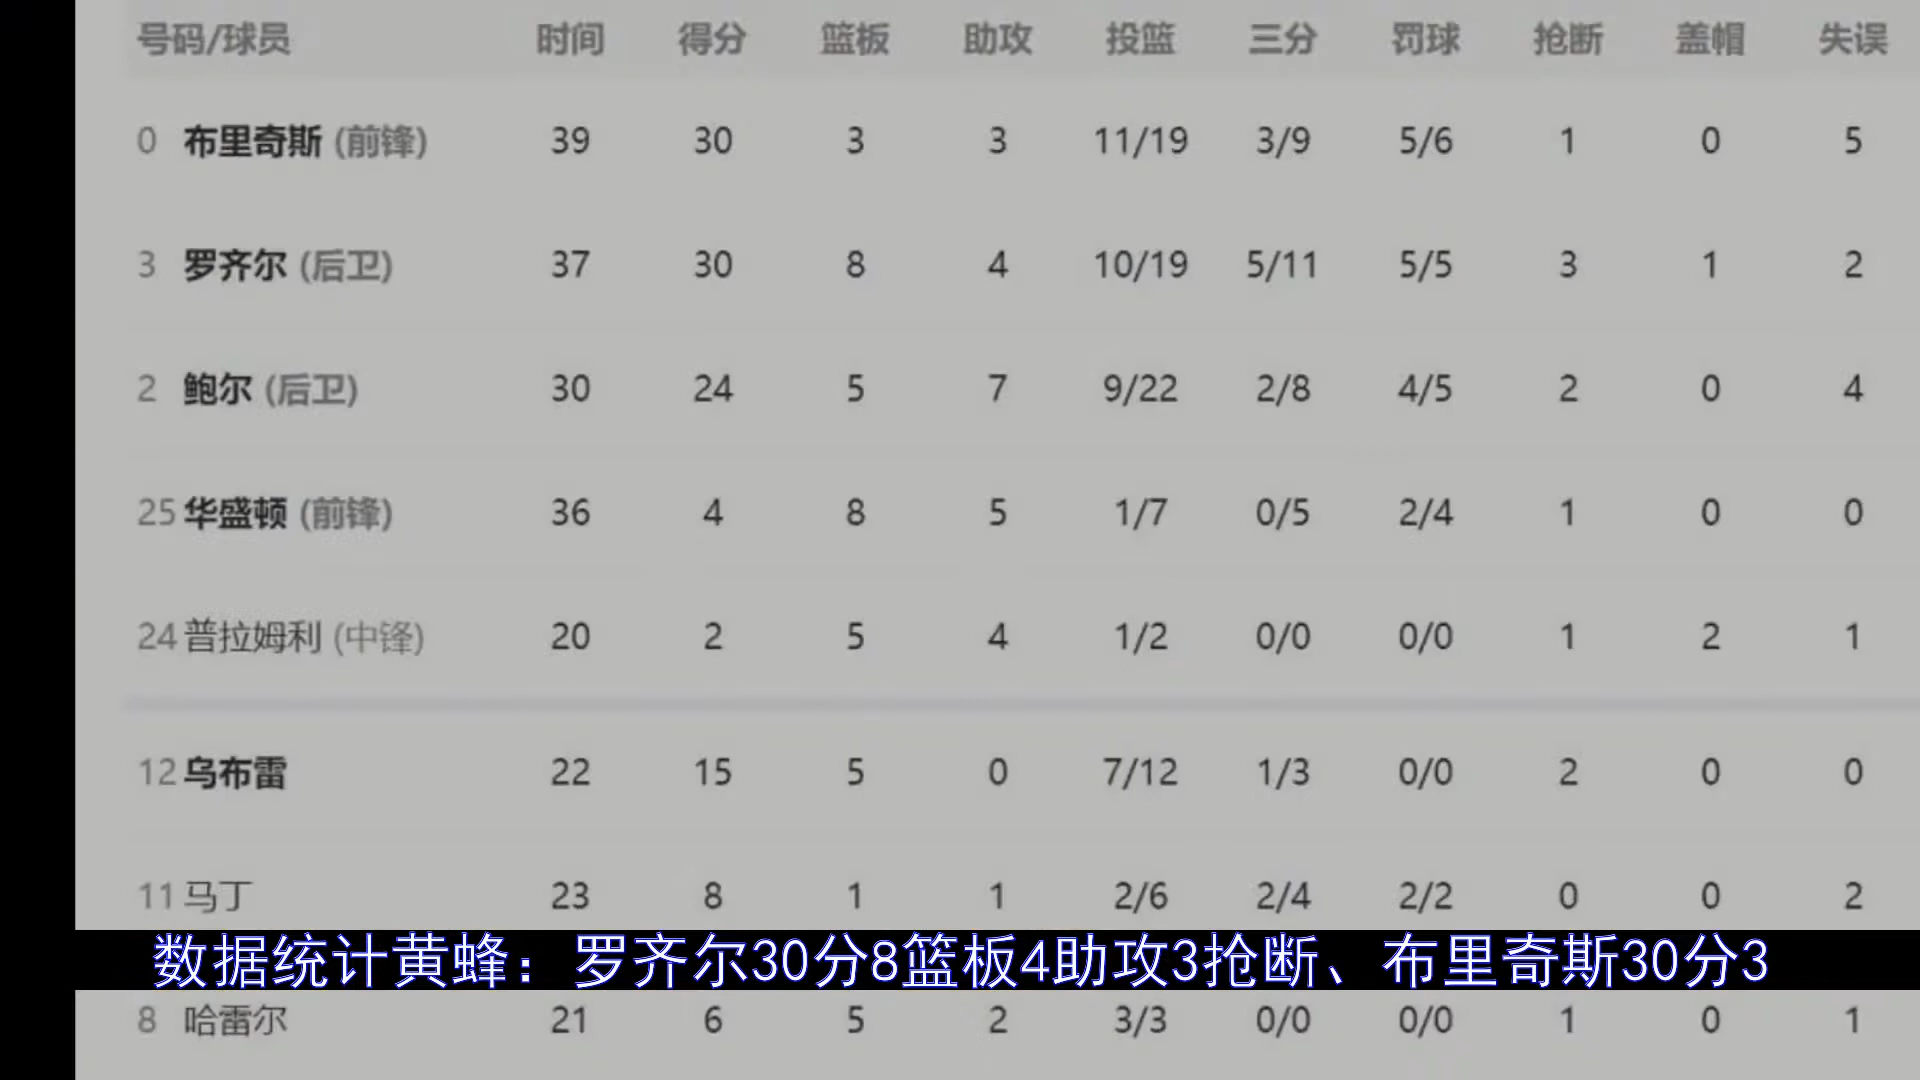 号码/球员 时间 得分 篮板 助攻 投篮 三分 罚球 抢断 盖帽 失误
0 布里奇斯 (前锋) 39 30 3 3 11/19 3/9 5/6 1 0 5
3 罗齐尔 (后卫) 37 30 8 4 10/19 5/11 5/5 3 1 2
2 鲍尔 (后卫) 30 24 5 7 9/22 2/8 4/5 2 0 4
25 华盛顿 (前锋) 36 4 8 5 1/7 0/5 2/4 1 0 0
24 普拉姆利 (中锋) 20 2 5 4 1/2 0/0 0/0 1 2 1
12 乌布雷 22 15 5 0 7/12 1/3 0/0 2 0 0
11 马丁 23 8 1 1 2/6 2/4 2/2 0 0 2
数据统计黄蜂：罗齐尔30分8篮板4助攻3抢断、布里奇斯30分3
8 哈雷尔 21 6 5 2 3/3 0/0 0/0 1 0 1